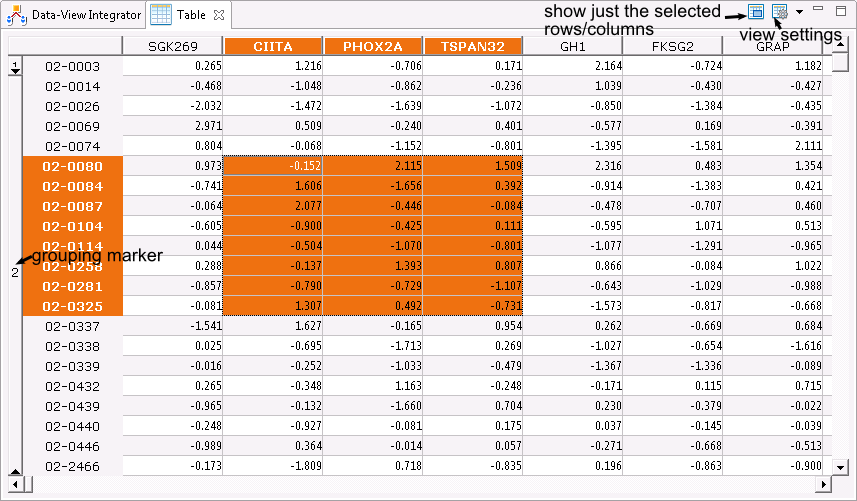 Data-View Integrator Table
show just the selected
rows/columns
view settings
SGK269 CIITA PHOX2A TSPAN32 GH1 FKSG2 GRAP
1 02-0003 0.265 1.216 -0.706 0.171 2.164 -0.724 1.182
02-0014 -0.468 -1.048 -0.862 -0.236 1.039 -0.430 -0.427
02-0026 -2.032 -1.472 -1.639 -1.072 -0.850 -1.384 -0.435
02-0069 2.971 0.509 -0.240 0.401 -0.577 0.169 -0.391
02-0074 0.804 -0.068 -1.152 -0.801 -1.395 -1.581 2.111
02-0080 0.973 -0.152 2.115 1.509 2.316 0.483 1.354
02-0084 -0.741 1.606 -1.656 0.392 -0.914 -1.383 0.421
02-0087 -0.064 2.077 -0.446 -0.084 -0.478 -0.707 0.460
02-0104 -0.605 -0.900 -0.425 0.111 -0.595 1.071 0.513
02-0114 0.044 -0.504 -1.070 -0.801 -1.077 -1.291 -0.965
grouping marker
2 02-0258 0.288 -0.137 1.393 0.807 0.866 -0.084 1.022
02-0281 -0.857 -0.790 -0.729 -1.107 -0.643 -1.029 -0.988
02-0325 -0.081 1.307 0.492 -0.731 -1.573 -0.817 -0.668
02-0337 -1.541 1.627 -0.165 0.954 0.262 -0.669 0.684
02-0338 0.025 -0.695 -1.713 0.269 -1.027 -0.654 -1.616
02-0339 -0.016 -0.252 -1.033 -0.479 -1.367 -1.336 -0.089
02-0432 0.265 -0.348 1.163 -0.248 -0.171 0.115 0.715
02-0439 -0.965 -0.132 -1.660 0.704 0.230 -0.379 -0.022
02-0440 -0.248 -0.927 -0.081 0.175 0.037 -0.145 -0.039
02-0446 -0.989 0.364 -0.014 0.057 -0.271 -0.668 -0.513
02-2466 -0.173 -1.809 0.718 -0.835 0.196 -0.863 -0.900